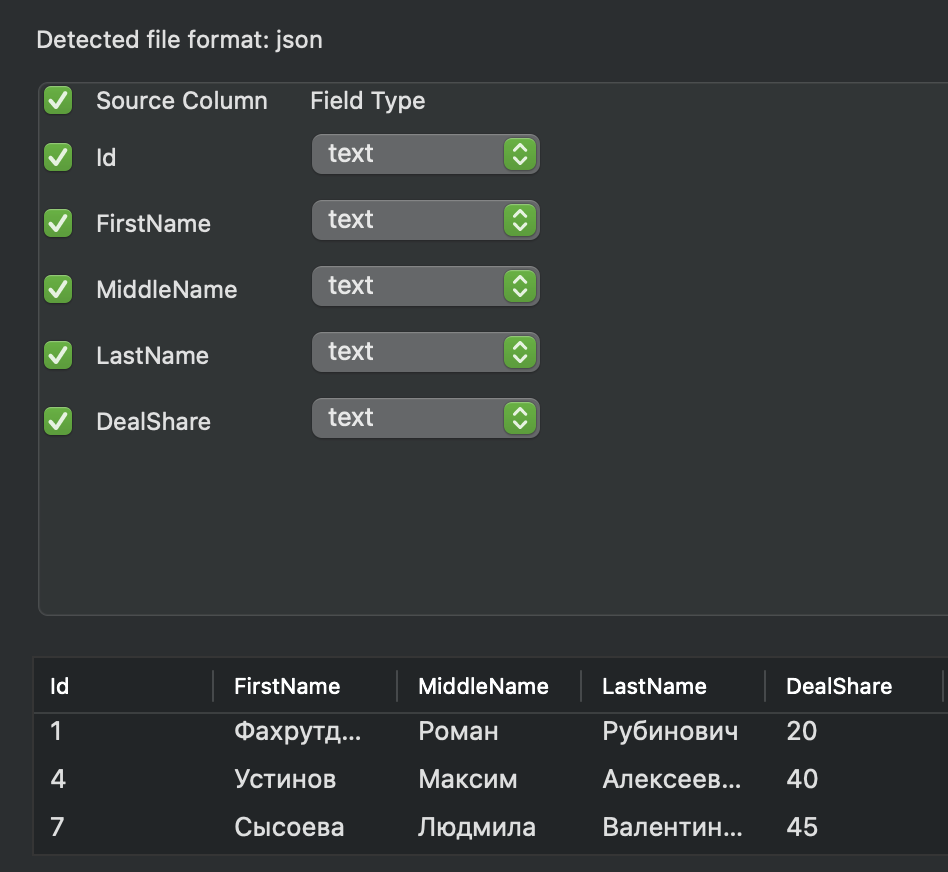 Detected file format: json
Source Column Field Type
Id text
FirstName text
MiddleName text
LastName text
DealShare text
Id FirstName MiddleName LastName DealShare
1 Фахрутд... Роман Рубинович 20
4 Устинов Максим Алексеев... 40
7 Сысоева Людмила Валентин... 45